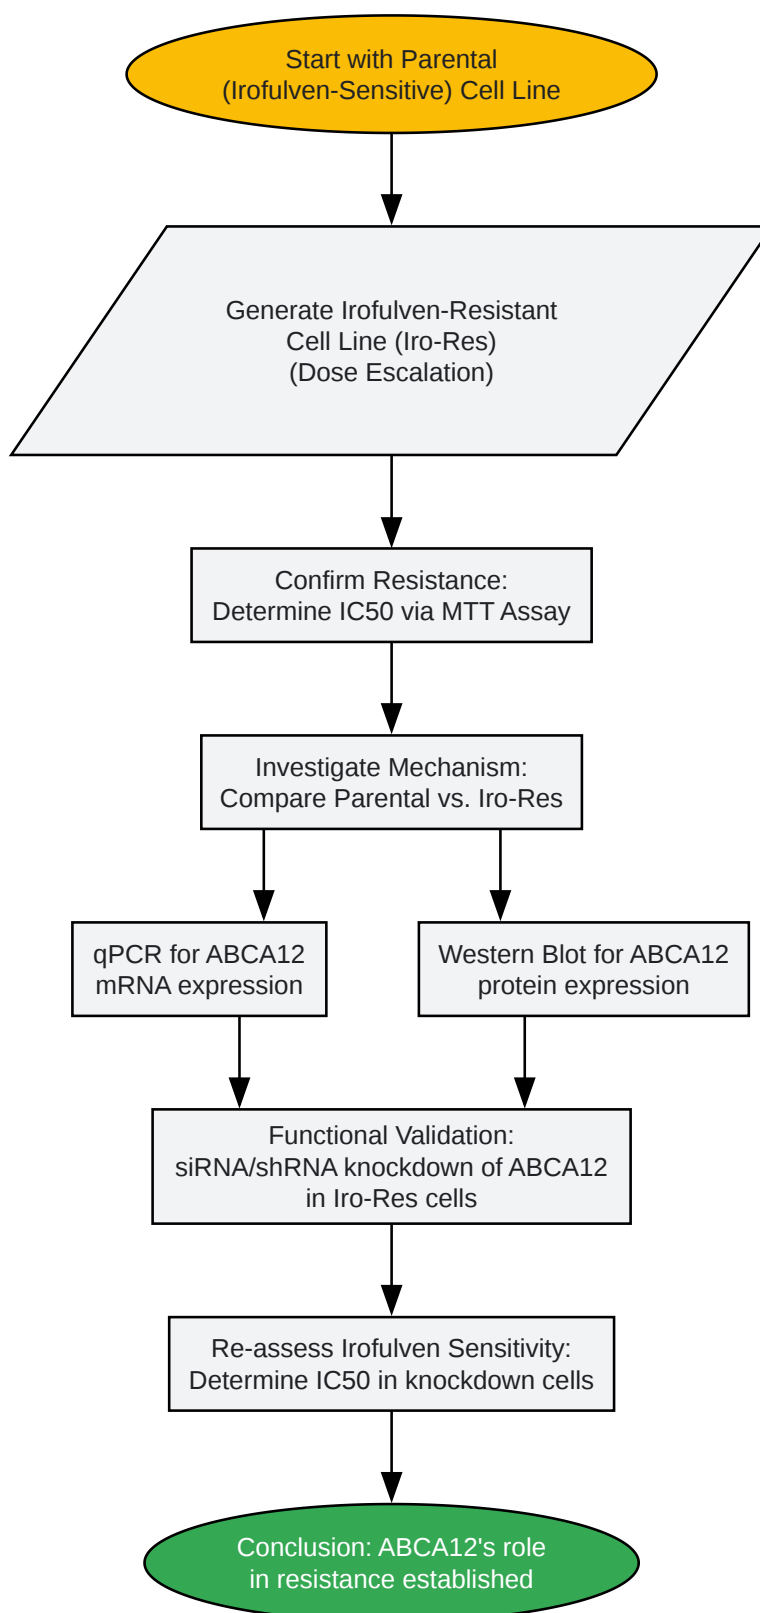 Start with Parental
(Irofulven-Sensitive) Cell Line
Generate Irofulven-Resistant
Cell Line (Iro-Res)
(Dose Escalation)
Confirm Resistance:
Determine IC50 via MTT Assay
Investigate Mechanism:
Compare Parental vs. Iro-Res
qPCR for ABCA12
mRNA expression
Western Blot for ABCA12
protein expression
Functional Validation:
siRNA/shRNA knockdown of ABCA12
in Iro-Res cells
Re-assess Irofulven Sensitivity:
Determine IC50 in knockdown cells
Conclusion: ABCA12's role
in resistance established